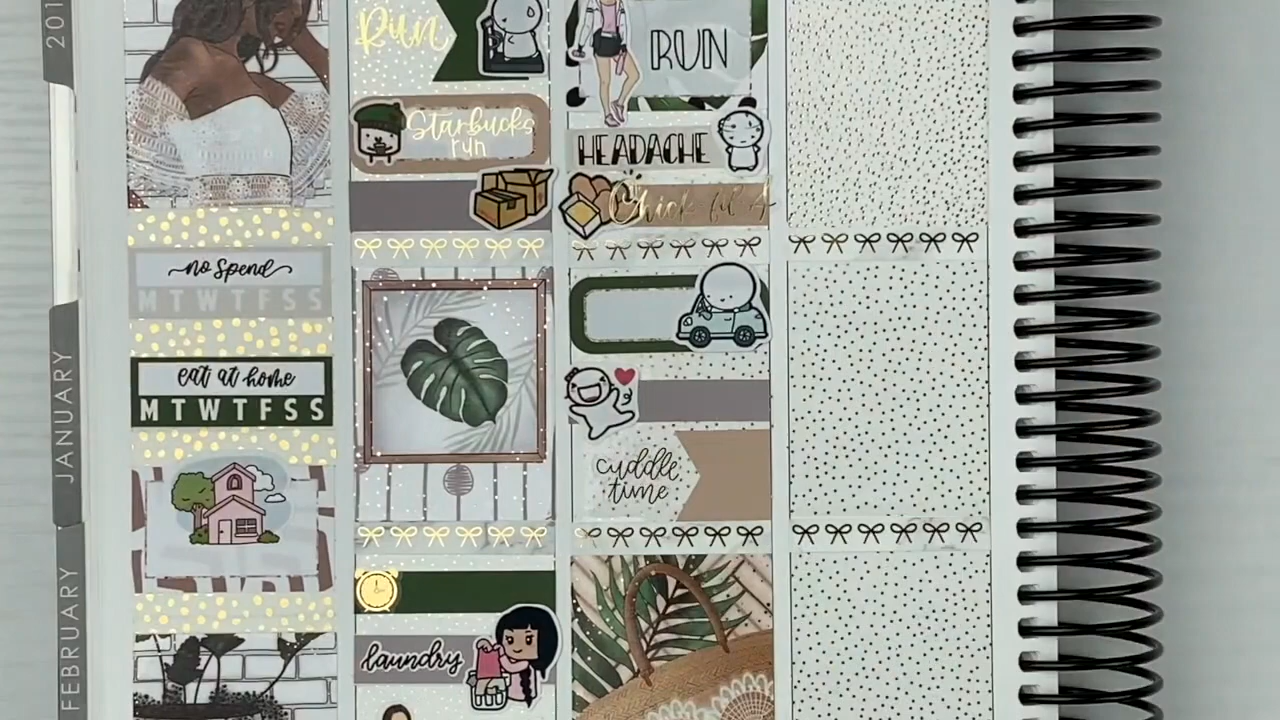 201
JANUARY
FEBRUARY
no spend
M T W T F S S
eat at home
M T W T F S S
Run
Starbucks
run
laundry
RUN
HEADACHE
Chick fil A
cuddle
time